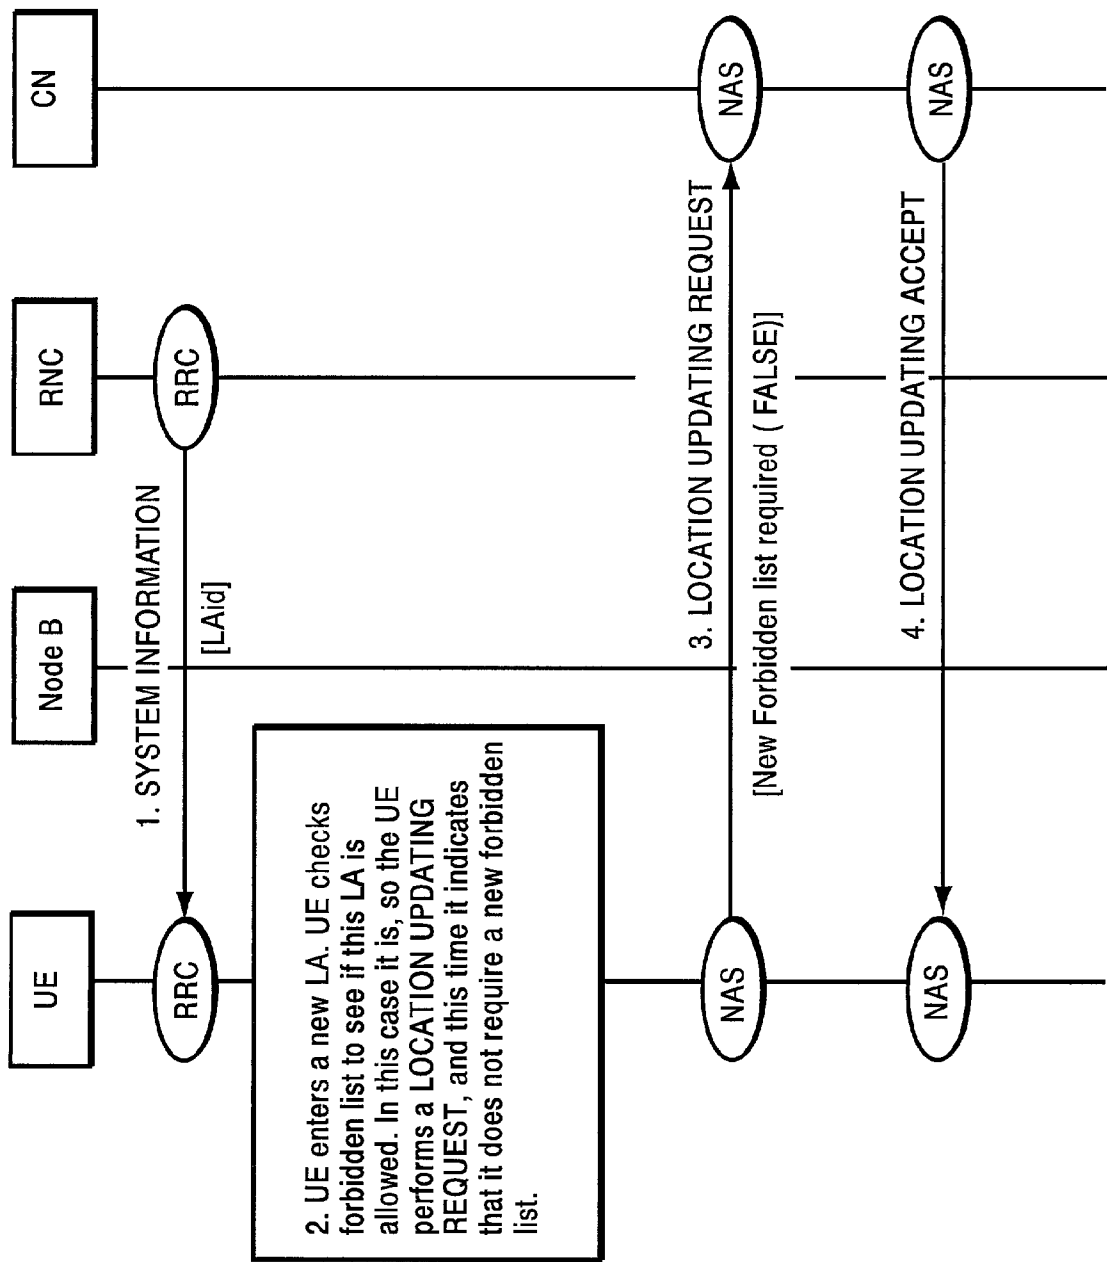 UE
Node B
RNC
CN
1. SYSTEM INFORMATION
RRC
RRC
[LAid]
2. UE enters a new LA. UE checks
forbidden list to see if this LA is
allowed. In this case it is, so the UE
performs a LOCATION UPDATING
REQUEST, and this time it indicates
that it does not require a new forbidden
list.
3. LOCATION UPDATING REQUEST
NAS
NAS
[New Forbidden list required ( FALSE)]
4. LOCATION UPDATING ACCEPT
NAS
NAS